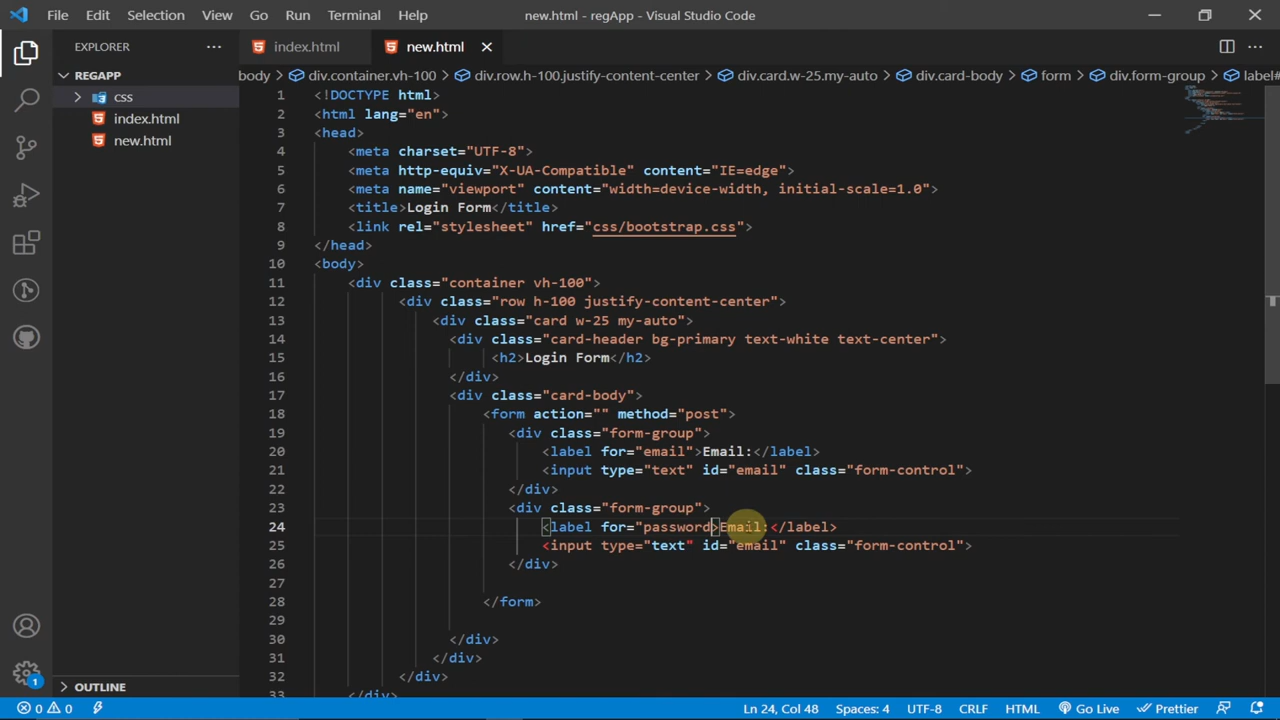 File Edit Selection View Go Run Terminal Help new.html - regApp - Visual Studio Code
EXPLORER ... index.html new.html
REGAPP
body > div.container.vh-100 > div.row.h-100.justify-content-center > div.card.w-25.my-auto > div.card-body > form > div.form-group > label#
css
index.html
new.html
1 <!DOCTYPE html>
2 <html lang="en">
3 <head>
4 <meta charset="UTF-8">
5 <meta http-equiv="X-UA-Compatible" content="IE=edge">
6 <meta name="viewport" content="width=device-width, initial-scale=1.0">
7 <title>Login Form</title>
8 <link rel="stylesheet" href="css/bootstrap.css">
9 </head>
10 <body>
11 <div class="container vh-100">
12 <div class="row h-100 justify-content-center">
13 <div class="card w-25 my-auto">
14 <div class="card-header bg-primary text-white text-center">
15 <h2>Login Form</h2>
16 </div>
17 <div class="card-body">
18 <form action="" method="post">
19 <div class="form-group">
20 <label for="email">Email:</label>
21 <input type="text" id="email" class="form-control">
22 </div>
23 <div class="form-group">
24 <label for="password>Email:</label>
25 <input type="text" id="email" class="form-control">
26 </div>
27
28 </form>
29
30 </div>
31 </div>
32 </div>
33 </div>
OUTLINE
1
0 0 Ln 24, Col 48 Spaces: 4 UTF-8 CRLF HTML Go Live Prettier